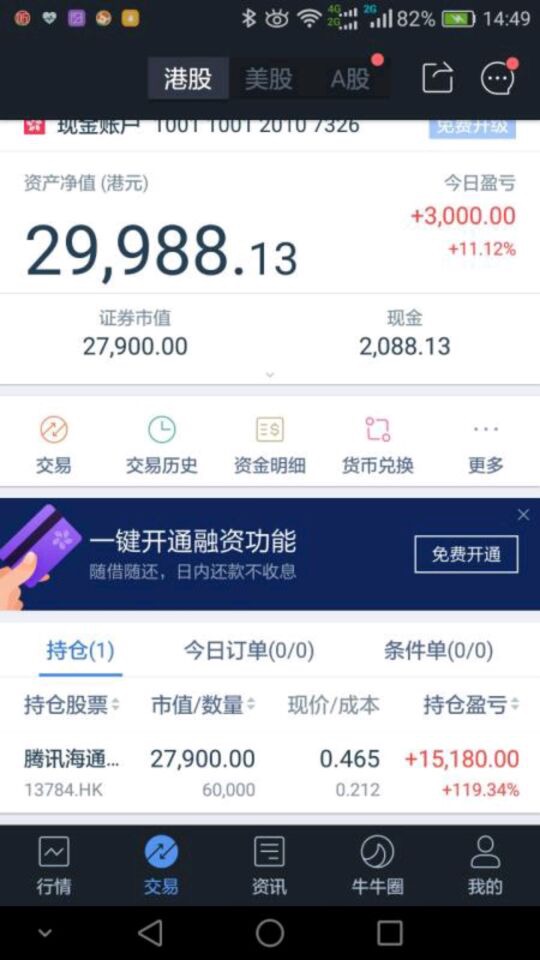 4G 2G 2G 82% 14:49
港股 美股 A股
现金账户 1001 1001 2010 7326 免费升级
资产净值 (港元) 今日盈亏
29,988.13 +3,000.00
+11.12%
证券市值 现金
27,900.00 2,088.13
交易 交易历史 资金明细 货币兑换 更多
一键开通融资功能
随借随还，日内还款不收息
免费开通
持仓(1) 今日订单(0/0) 条件单(0/0)
持仓股票 市值/数量 现价/成本 持仓盈亏
腾讯海通... 27,900.00 0.465 +15,180.00
13784.HK 60,000 0.212 +119.34%
行情 交易 资讯 牛牛圈 我的